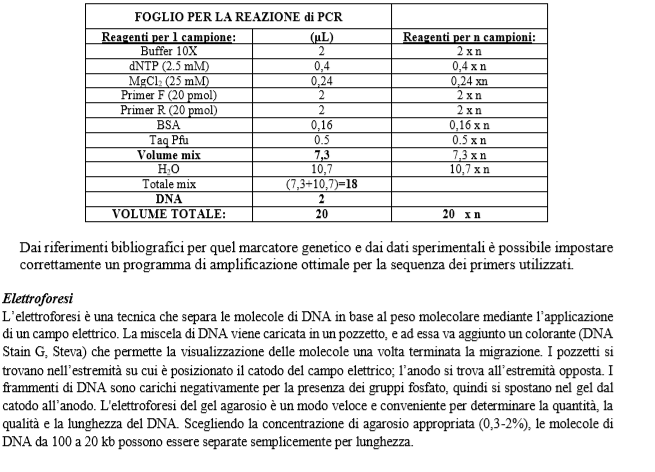 FOGLIO PER LA REAZIONE di PCR
Reagenti per 1 campione: (µL) Reagenti per n campioni:
Buffer 10X 2 2 x n
dNTP (2.5 mM) 0,4 0,4 x n
MgCl₂ (25 mM) 0,24 0,24 xn
Primer F (20 pmol) 2 2 x n
Primer R (20 pmol) 2 2 x n
BSA 0,16 0,16 x n
Taq Pfu 0.5 0.5 x n
Volume mix 7,3 7,3 x n
H₂O 10,7 10,7 x n
Totale mix (7,3+10,7)=18
DNA 2
VOLUME TOTALE: 20 20 x n
Dai riferimenti bibliografici per quel marcatore genetico e dai dati sperimentali è possibile impostare
correttamente un programma di amplificazione ottimale per la sequenza dei primers utilizzati.
Elettroforesi
L’elettroforesi è una tecnica che separa le molecole di DNA in base al peso molecolare mediante l’applicazione
di un campo elettrico. La miscela di DNA viene caricata in un pozzetto, e ad essa va aggiunto un colorante (DNA
Stain G, Steva) che permette la visualizzazione delle molecole una volta terminata la migrazione. I pozzetti si
trovano nell’estremità su cui è posizionato il catodo del campo elettrico; l’anodo si trova all’estremità opposta. I
frammenti di DNA sono carichi negativamente per la presenza dei gruppi fosfato, quindi si spostano nel gel dal
catodo all’anodo. L'elettroforesi del gel agarosio è un modo veloce e conveniente per determinare la quantità, la
qualità e la lunghezza del DNA. Scegliendo la concentrazione di agarosio appropriata (0,3-2%), le molecole di
DNA da 100 a 20 kb possono essere separate semplicemente per lunghezza.